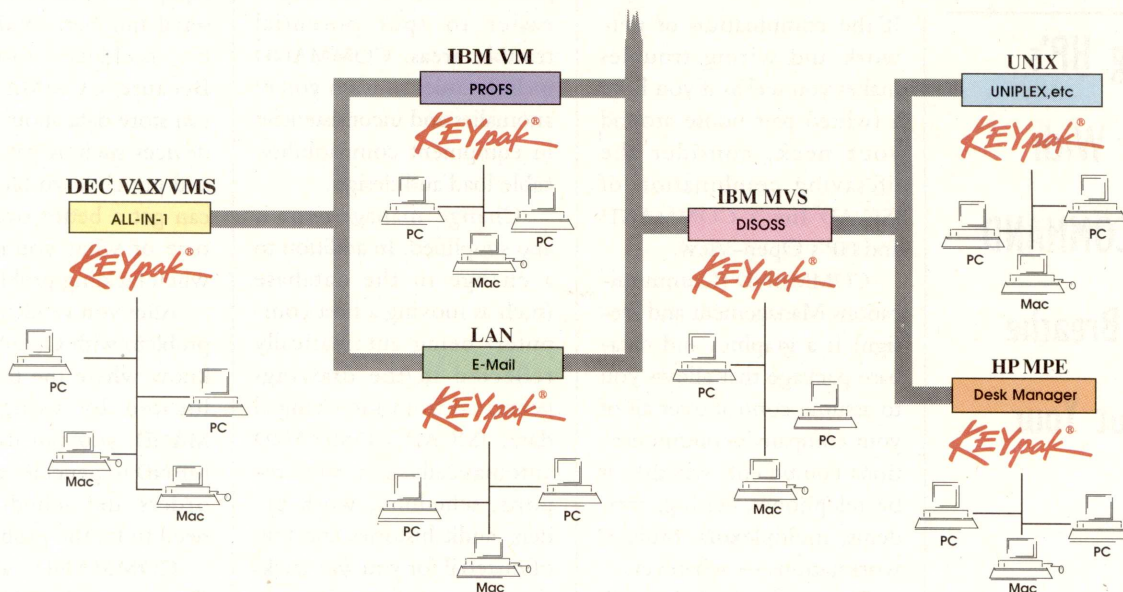 IBM VM
PROFS
KEYpak®
PC
PC
Mac
DEC VAX/VMS
ALL-IN-1
KEYpak®
PC
PC
Mac
Mac
LAN
E-Mail
KEYpak®
PC
PC
Mac
IBM MVS
DISOSS
KEYpak®
PC
PC
Mac
UNIX
UNIPLEX,etc
KEYpak®
PC
PC
Mac
HP MPE
Desk Manager
KEYpak®
PC
PC
Mac